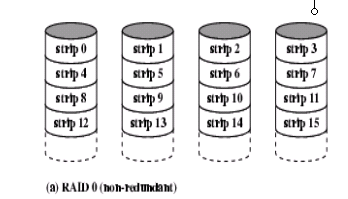 strip 0 strip 1 strip 2 strip 3
strip 4 strip 5 strip 6 strip 7
strip 8 strip 9 strip 10 strip 11
strip 12 strip 13 strip 14 strip 15
(a) RAID 0 (non-redundant)